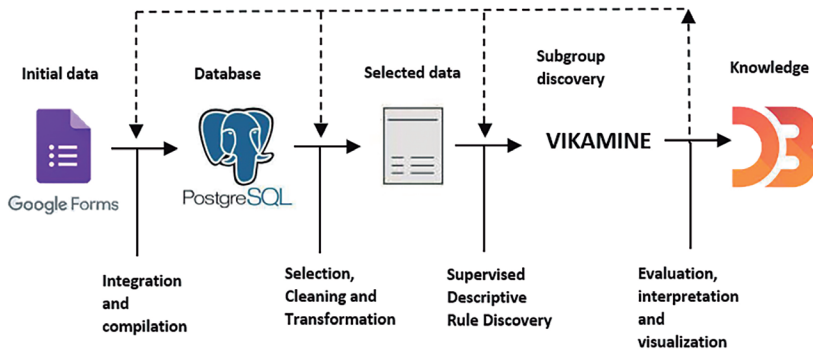 Initial data
Database
Selected data
Subgroup
discovery
Knowledge
Google Forms
PostgreSQL
VIKAMINE
Integration
and
compilation
Selection,
Cleaning and
Transformation
Supervised
Descriptive
Rule Discovery
Evaluation,
interpretation
and
visualization